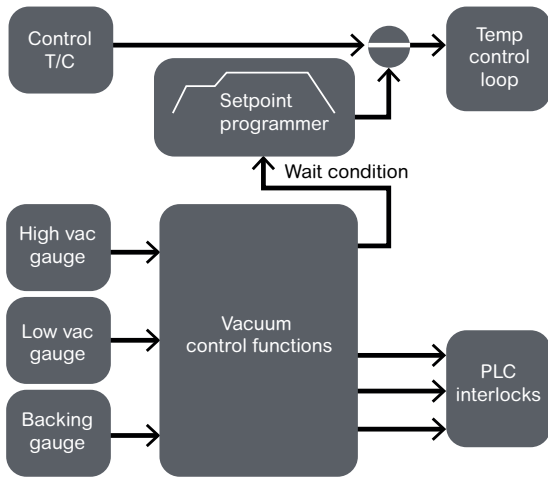 Control
T/C
Temp
control
loop
Setpoint
programmer
Wait condition
High vac
gauge
Low vac
gauge
Backing
gauge
Vacuum
control functions
PLC
interlocks